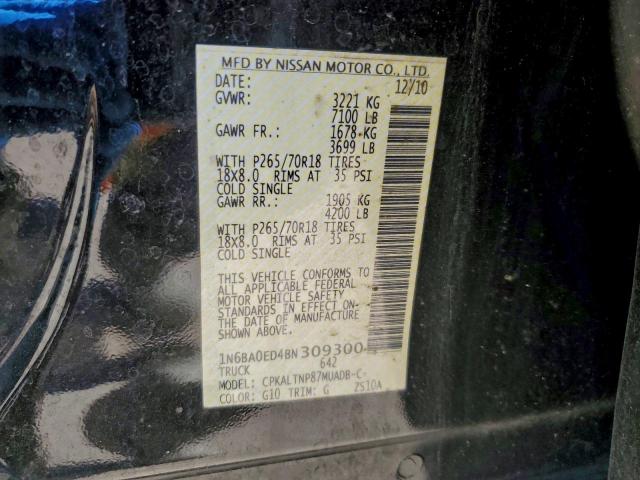 MFD BY NISSAN MOTOR CO., LTD.
DATE: 12/10
GVWR: 3221 KG
7100 LB
GAWR FR.: 1678 KG
3699 LB
WITH P265/70R18 TIRES
18X8.0 RIMS AT 35 PSI
COLD SINGLE
GAWR RR.: 1905 KG
4200 LB
WITH P265/70R18 TIRES
18X8.0 RIMS AT 35 PSI
COLD SINGLE
THIS VEHICLE CONFORMS TO
ALL APPLICABLE FEDERAL
MOTOR VEHICLE SAFETY
STANDARDS IN EFFECT ON-
THE DATE OF MANUFACTURE
SHOWN ABOVE.
1N6BA0ED4BN309300
TRUCK 642
MODEL: CPKALTNP87MUADB-C-
COLOR: G10 TRIM: G ZS10A